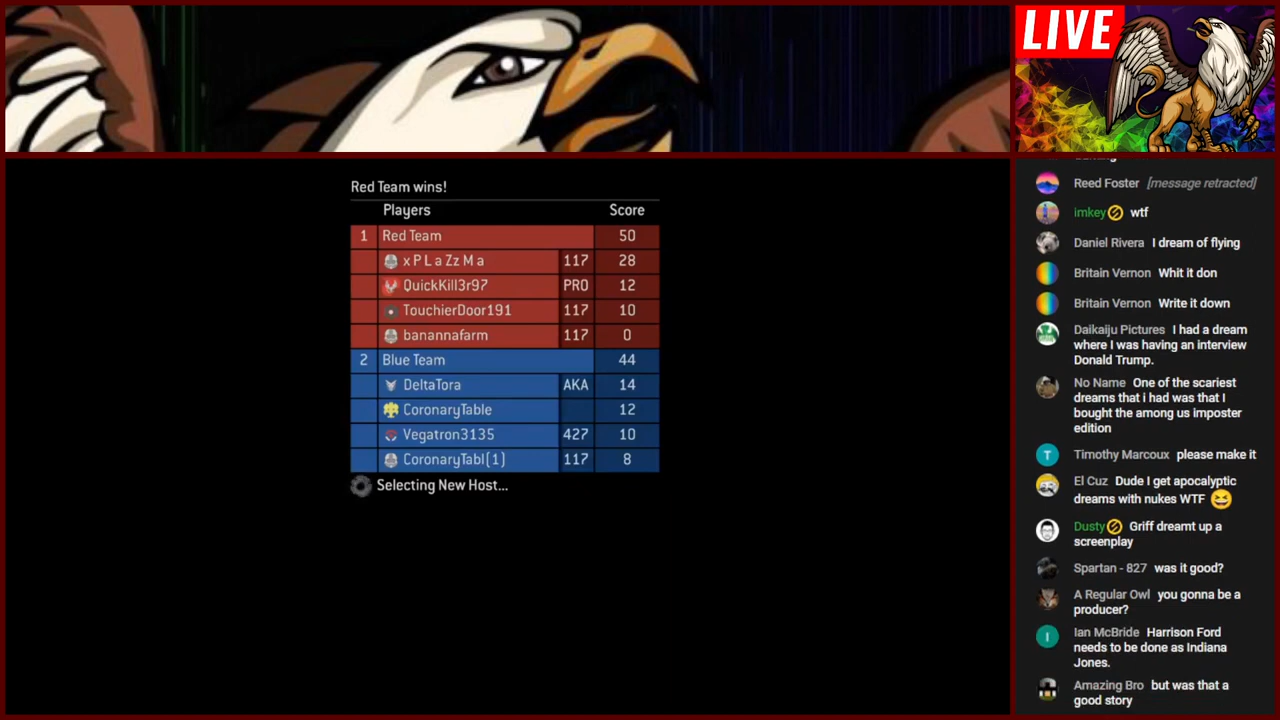 LIVE
Red Team wins!
Players Score
1 Red Team 50
x P L a Zz M a 117 28
QuickKill3r97 PRO 12
TouchierDoor191 117 10
banannafarm 117 0
2 Blue Team 44
DeltaTora AKA 14
CoronaryTable 12
Vegatron3135 427 10
CoronaryTabl(1) 117 8
Selecting New Host...
Reed Foster [message retracted]
imkey wtf
Daniel Rivera I dream of flying
Britain Vernon Whit it don
Britain Vernon Write it down
Daikaiju Pictures I had a dream
where I was having an interview
Donald Trump.
No Name One of the scariest
dreams that i had was that I
bought the among us imposter
edition
T
Timothy Marcoux please make it
El Cuz Dude I get apocalyptic
dreams with nukes WTF 😆
Dusty Griff dreamt up a
screenplay
Spartan - 827 was it good?
A Regular Owl you gonna be a
producer?
I
Ian McBride Harrison Ford
needs to be done as Indiana
Jones.
Amazing Bro but was that a
good story